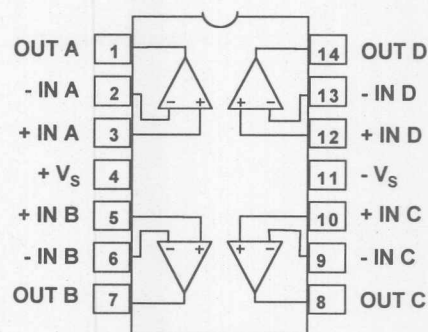 OUT A 1 14 OUT D
- IN A 2 13 - IN D
+ IN A 3 12 + IN D
+ VS 4 11 - VS
+ IN B 5 10 + IN C
- IN B 6 9 - IN C
OUT B 7 8 OUT C
− + + −
− + + −